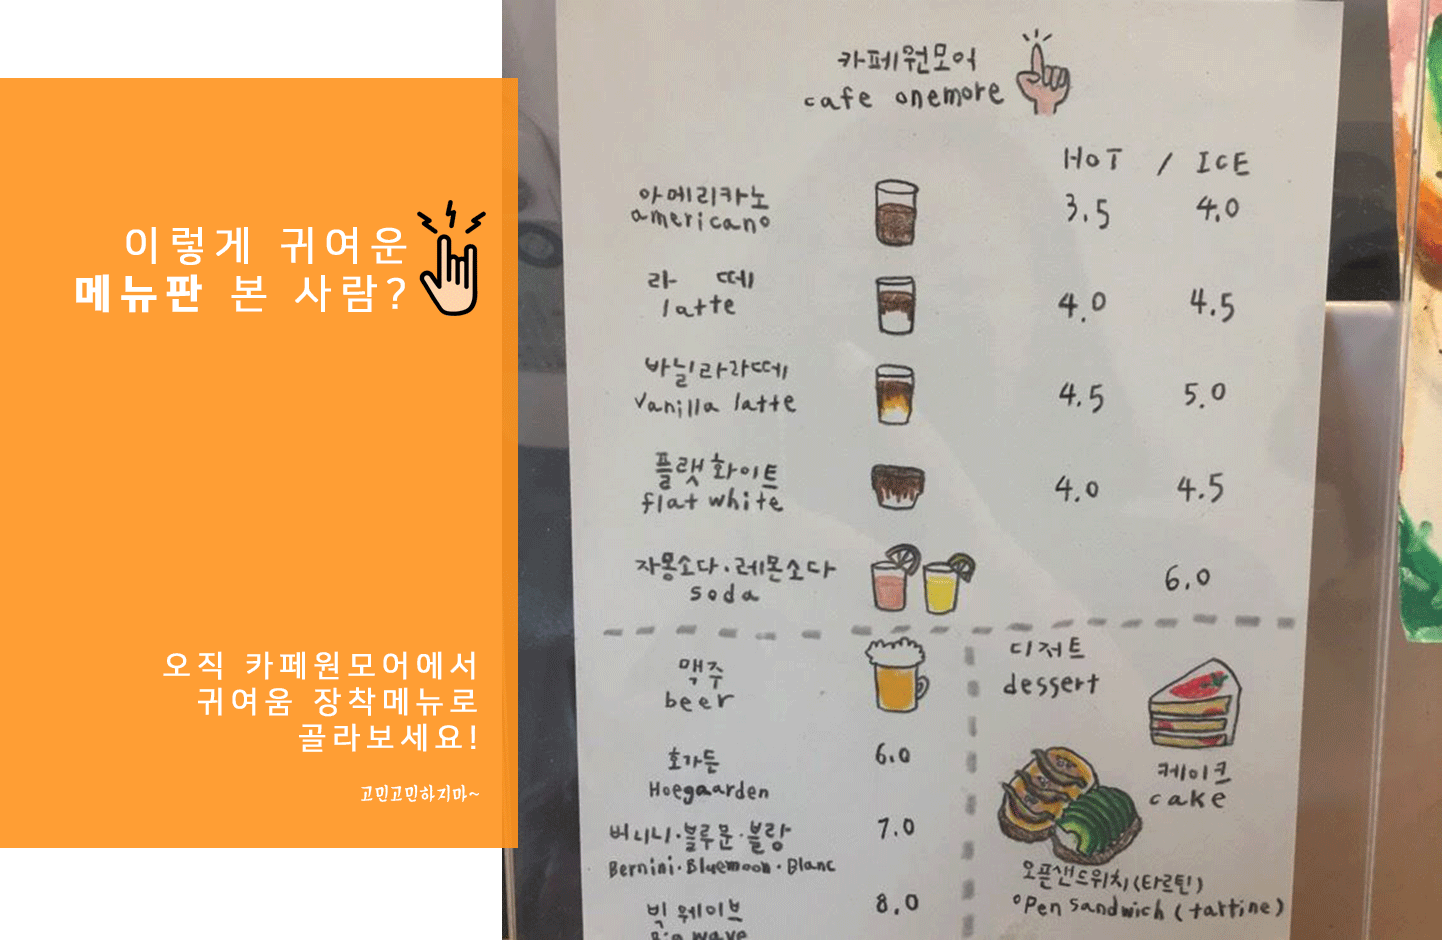 이렇게 귀여운
메뉴판 본 사람?
오직 카페원모어에서
귀여움 장착메뉴로
골라보세요!
고민고민하지마~
카페원모어
cafe onemore
HOT / ICE
아메리카노 3.5 4.0
americano
라 떼
latte 4.0 4.5
바닐라라떼
vanilla latte 4.5 5.0
플랫화이트
flat white 4.0 4.5
자몽소다·레몬소다 6.0
soda
맥주
beer
호가든 6.0
Hoegaarden
버니니·블루문·블랑 7.0
Bernini·Bluemoon·Blanc
빅웨이브 8.0
Big wave
디저트
dessert
케이크
cake
오픈샌드위치(타르틴)
open sandwich (tartine)